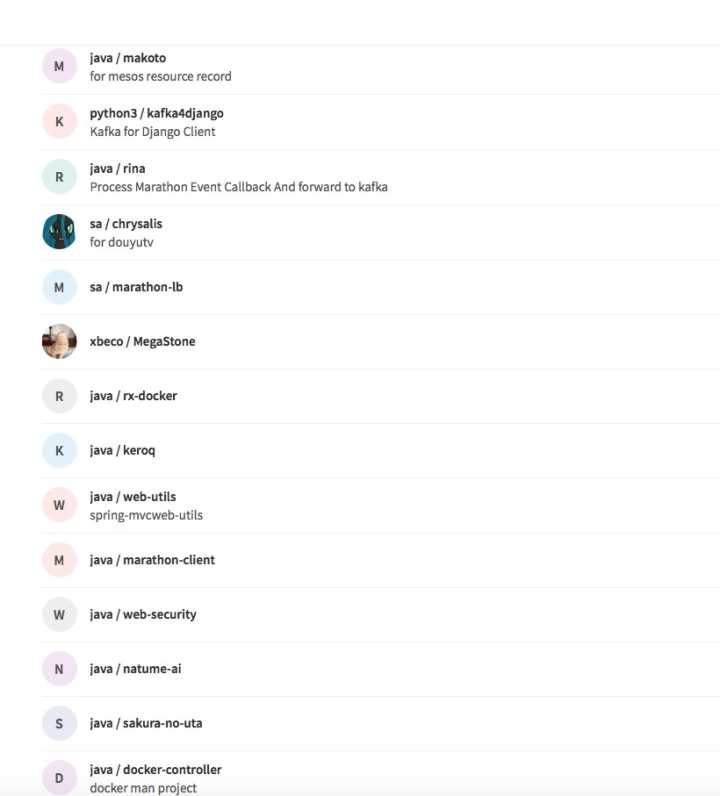 M
java / makoto
for mesos resource record
K
python3 / kafka4django
Kafka for Django Client
R
java / rina
Process Marathon Event Callback And forward to kafka
sa / chrysalis
for douyutv
M
sa / marathon-lb
xbeco / MegaStone
R
java / rx-docker
K
java / keroq
W
java / web-utils
spring-mvcweb-utils
M
java / marathon-client
W
java / web-security
N
java / natume-ai
S
java / sakura-no-uta
D
java / docker-controller
docker man project